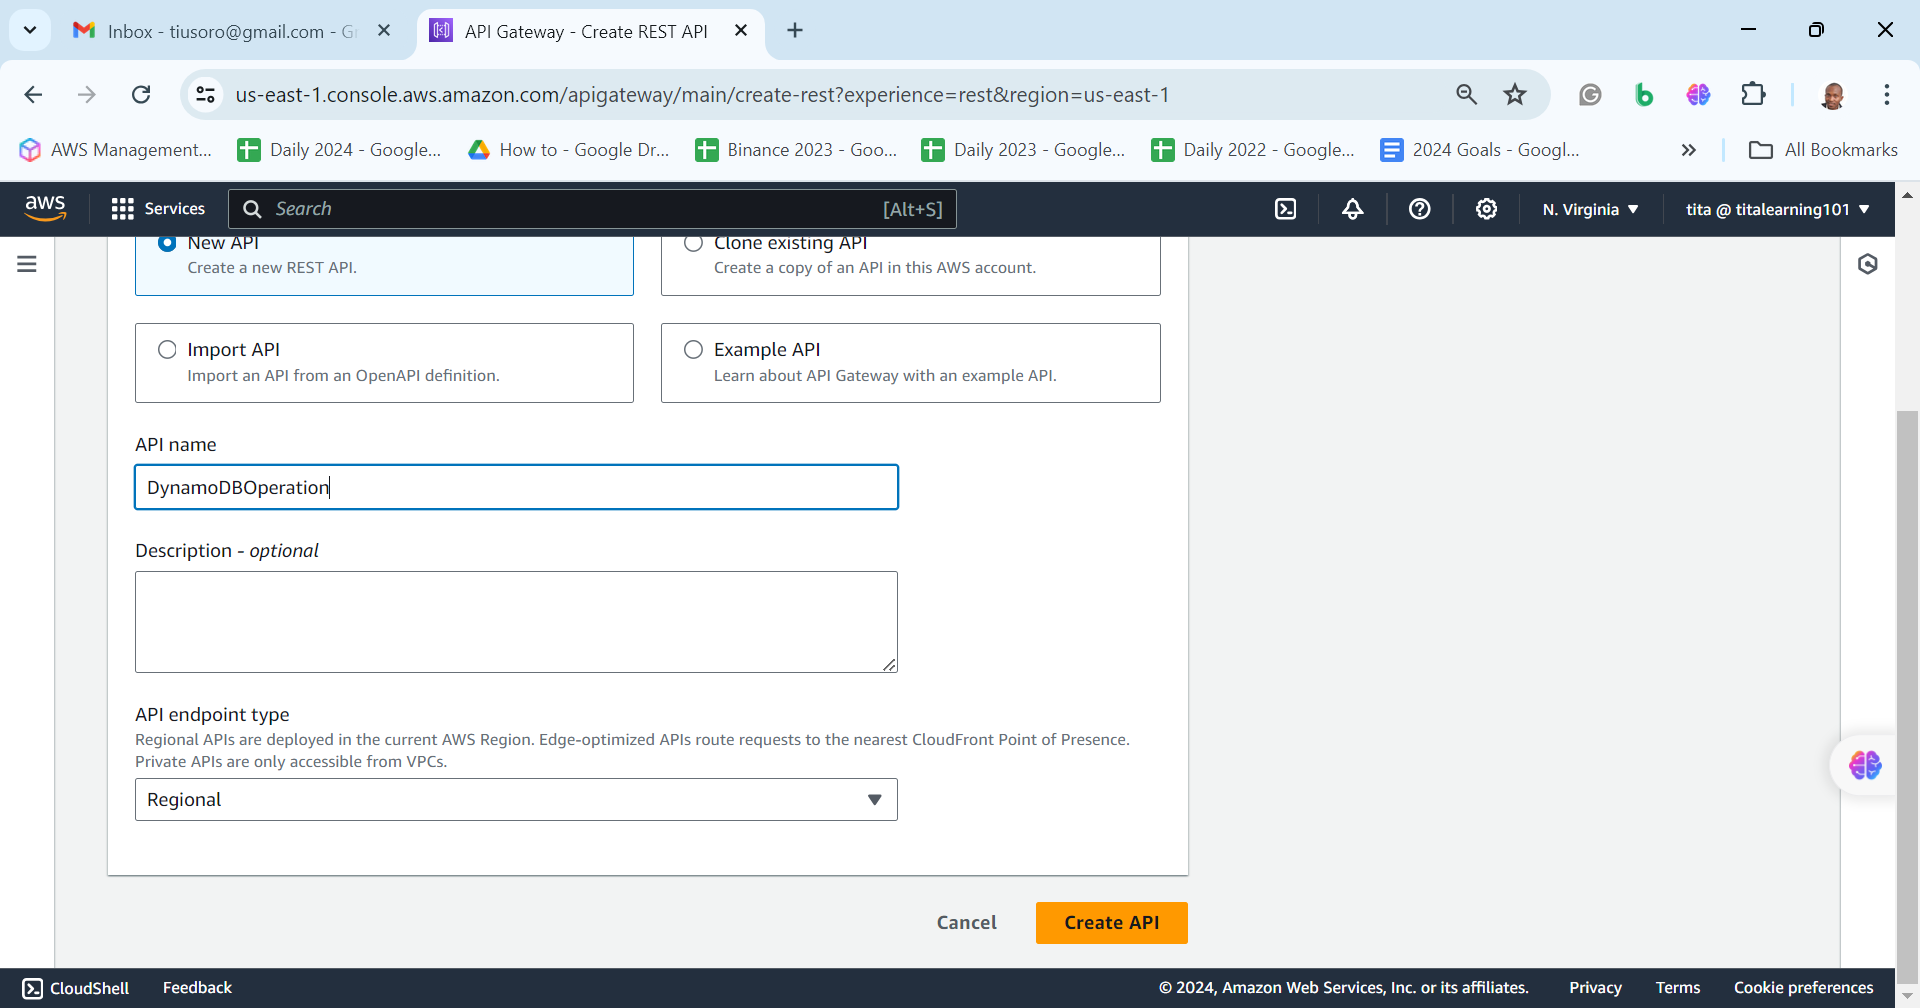 Inbox - tiusoro@gmail.com - G
API Gateway - Create REST API
us-east-1.console.aws.amazon.com/apigateway/main/create-rest?experience=rest&region=us-east-1
AWS Management...
Daily 2024 - Google...
How to - Google Dr...
Binance 2023 - Goo...
Daily 2023 - Google...
Daily 2022 - Google...
2024 Goals - Googl...
»
All Bookmarks
aws
Services
Search
[Alt+S]
N. Virginia
tita @ titalearning101
New API
Create a new REST API.
Clone existing API
Create a copy of an API in this AWS account.
Import API
Import an API from an OpenAPI definition.
Example API
Learn about API Gateway with an example API.
API name
DynamoDBOperation
Description - optional
API endpoint type
Regional APIs are deployed in the current AWS Region. Edge-optimized APIs route requests to the nearest CloudFront Point of Presence.
Private APIs are only accessible from VPCs.
Regional
Cancel
Create API
CloudShell
Feedback
© 2024, Amazon Web Services, Inc. or its affiliates.
Privacy
Terms
Cookie preferences